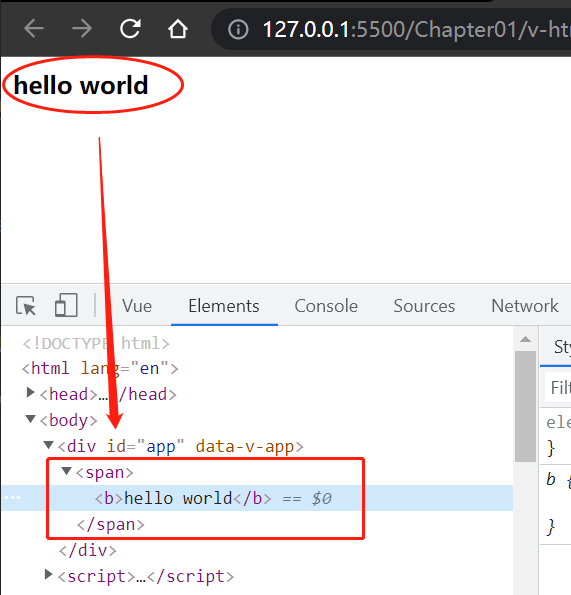 127.0.0.1:5500/Chapter01/v-ht
hello world
Vue Elements Console Sources Network
<!DOCTYPE html>
<html lang="en">
<head>…</head>
<body>
<div id="app" data-v-app>
<span>
<b>hello world</b> == $0
</span>
</div>
<script>…</script>
Sty
Filt
ele
}
b {
}